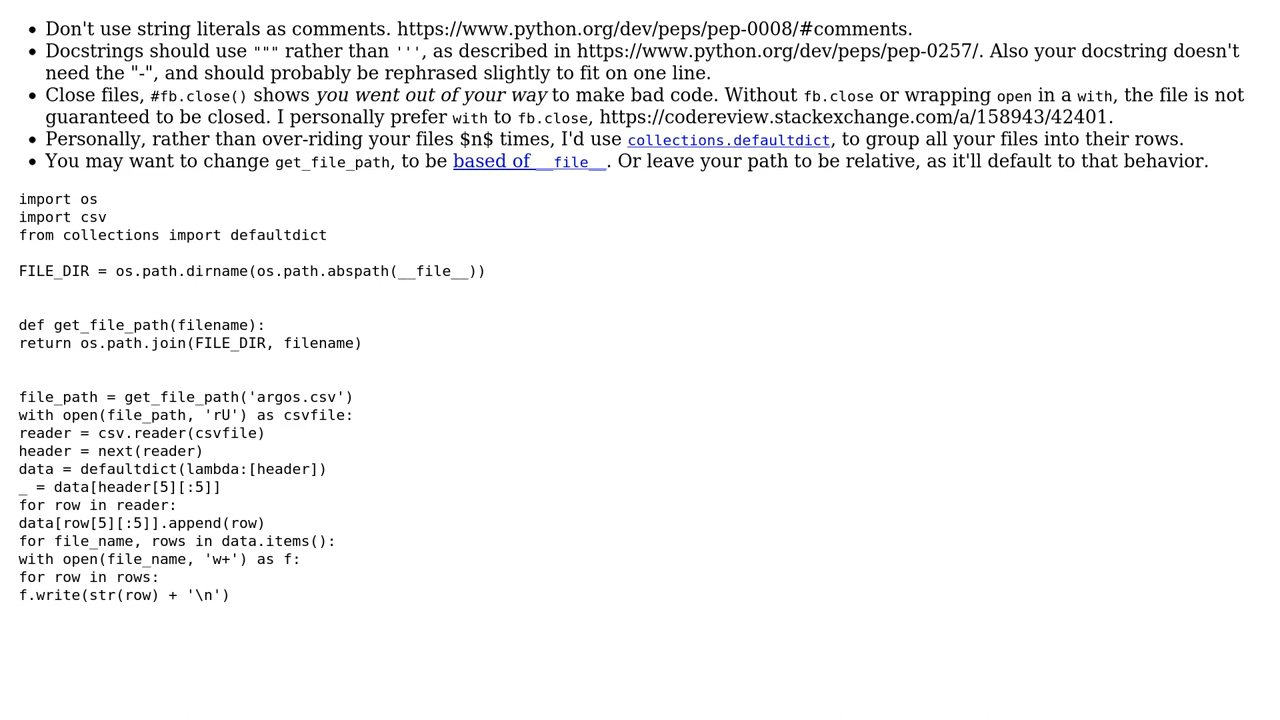 Don't use string literals as comments. https://www.python.org/dev/peps/pep-0008/#comments.
Docstrings should use """ rather than ''', as described in https://www.python.org/dev/peps/pep-0257/. Also your docstring doesn't
need the "-", and should probably be rephrased slightly to fit on one line.
Close files, #fb.close() shows you went out of your way to make bad code. Without fb.close or wrapping open in a with, the file is not
guaranteed to be closed. I personally prefer with to fb.close, https://codereview.stackexchange.com/a/158943/42401.
Personally, rather than over-riding your files $n$ times, I'd use collections.defaultdict, to group all your files into their rows.
You may want to change get_file_path, to be based of __file__. Or leave your path to be relative, as it'll default to that behavior.
import os
import csv
from collections import defaultdict
FILE_DIR = os.path.dirname(os.path.abspath(__file__))
def get_file_path(filename):
return os.path.join(FILE_DIR, filename)
file_path = get_file_path('argos.csv')
with open(file_path, 'rU') as csvfile:
reader = csv.reader(csvfile)
header = next(reader)
data = defaultdict(lambda:[header])
_ = data[header[5][:5]]
for row in reader:
data[row[5][:5]].append(row)
for file_name, rows in data.items():
with open(file_name, 'w+') as f:
for row in rows:
f.write(str(row) + '\n')